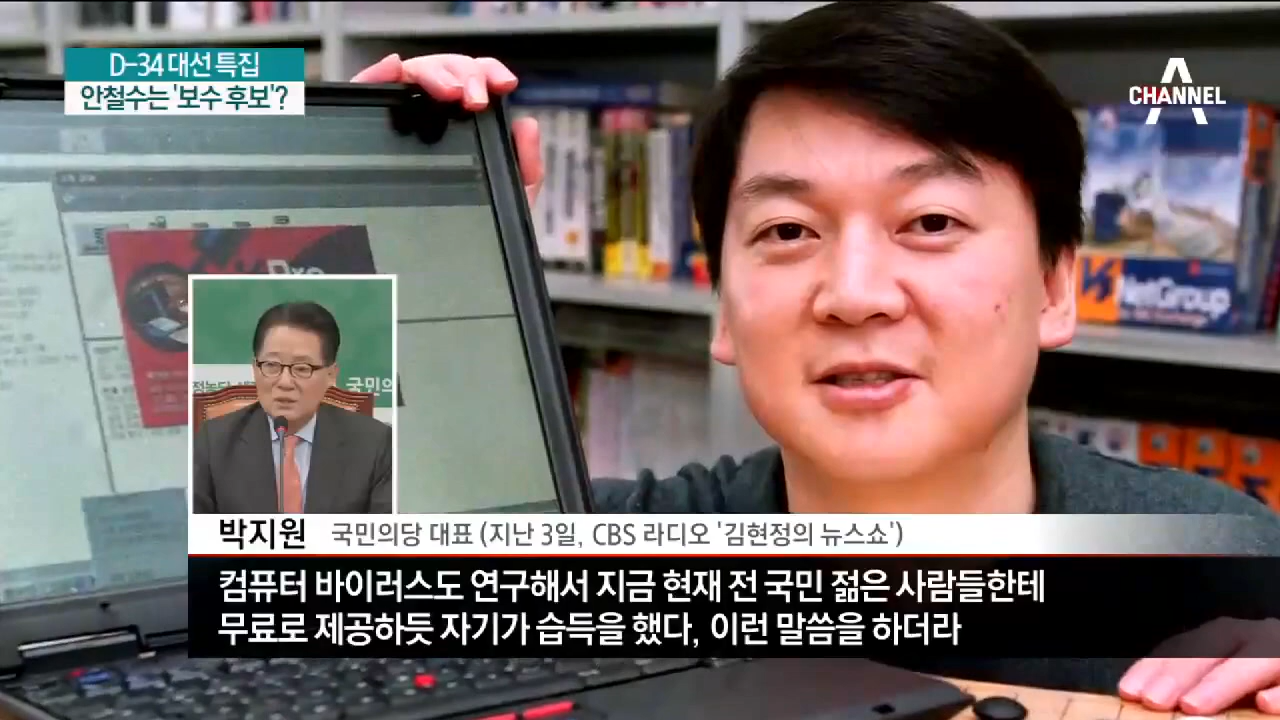 D-34 대선 특집
안철수는 '보수 후보'?
CHANNEL A
NetGroup
국민의
박지원 국민의당 대표 (지난 3일, CBS 라디오 '김현정의 뉴스쇼')
컴퓨터 바이러스도 연구해서 지금 현재 전 국민 젊은 사람들한테
무료로 제공하듯 자기가 습득을 했다, 이런 말씀을 하더라